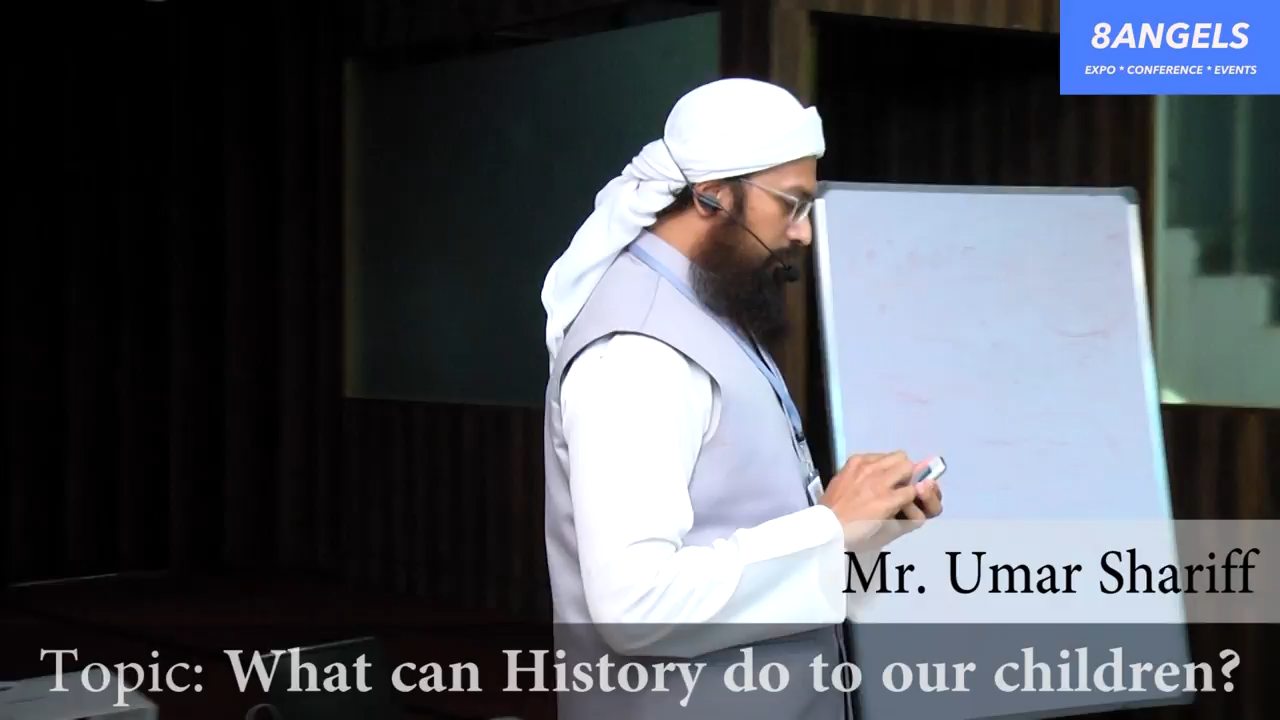 8ANGELS
EXPO * CONFERENCE * EVENTS
Mr. Umar Shariff
Topic: What can History do to our children?